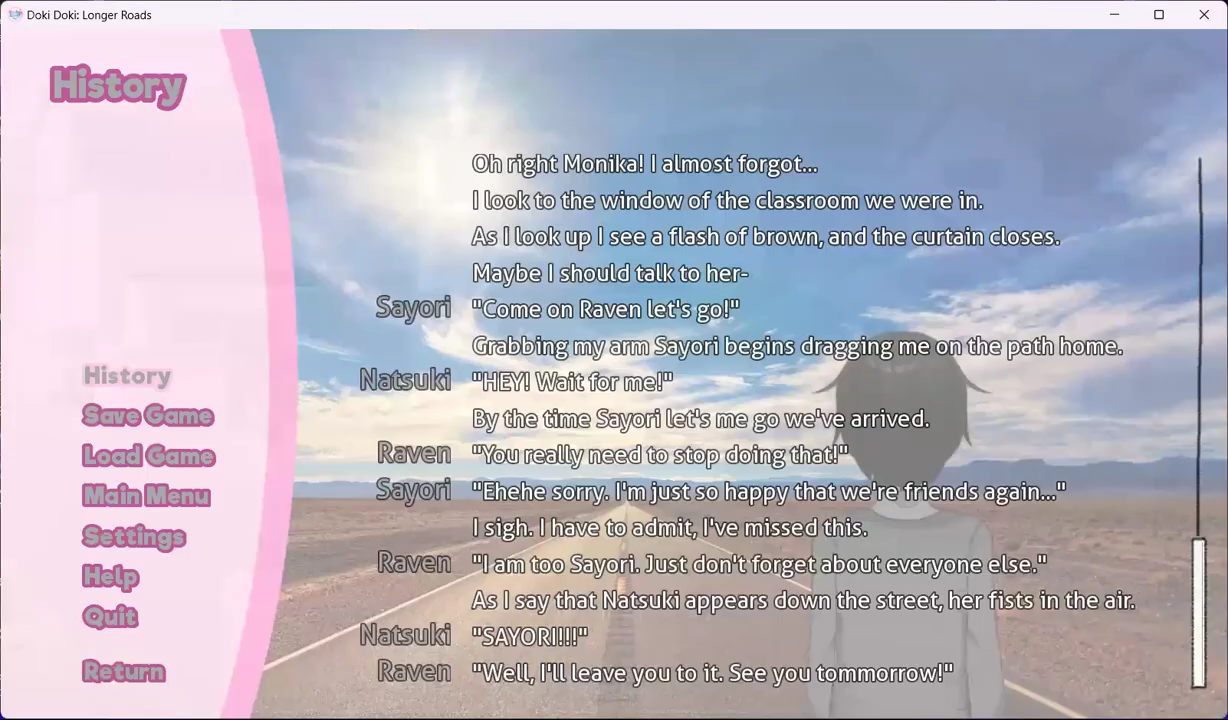 Doki Doki: Longer Roads
History
Oh right Monika! I almost forgot...
I look to the window of the classroom we were in.
As I look up I see a flash of brown, and the curtain closes.
Maybe I should talk to her-
Sayori "Come on Raven let's go!"
Grabbing my arm Sayori begins dragging me on the path home.
Natsuki "HEY! Wait for me!"
By the time Sayori let's me go we've arrived.
Raven "You really need to stop doing that!"
Sayori "Ehehe sorry. I'm just so happy that we're friends again..."
I sigh. I have to admit, I've missed this.
Raven "I am too Sayori. Just don't forget about everyone else."
As I say that Natsuki appears down the street, her fists in the air.
Natsuki "SAYORI!!!"
Raven "Well, I'll leave you to it. See you tommorrow!"
History
Save Game
Load Game
Main Menu
Settings
Help
Quit
Return